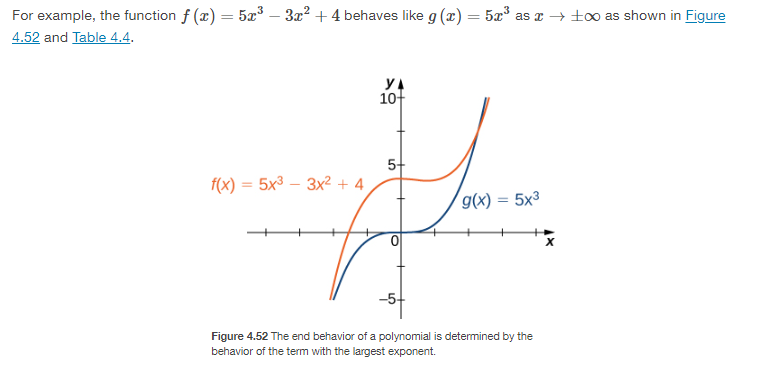 For example, the function f (x) = 5x³ − 3x² + 4 behaves like g (x) = 5x³ as x → ±∞ as shown in Figure
4.52 and Table 4.4.
y
10
5
f(x) = 5x³ − 3x² + 4
g(x) = 5x³
0
x
−5
Figure 4.52 The end behavior of a polynomial is determined by the
behavior of the term with the largest exponent.